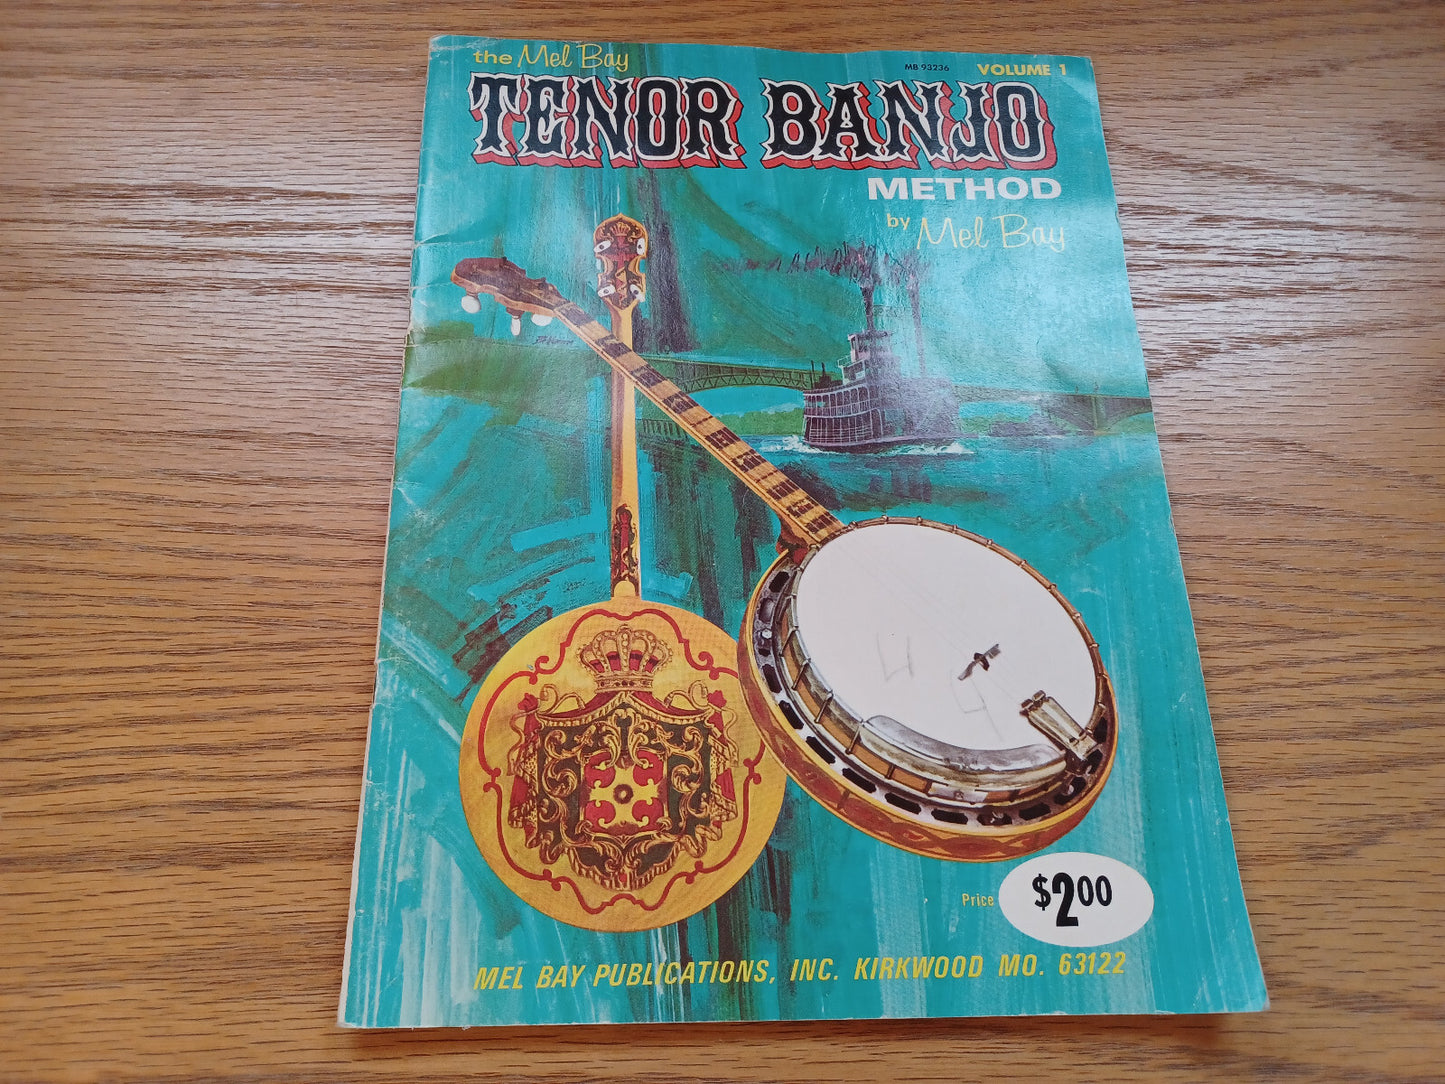 the Mel Bay
MB 93236
VOLUME 1
TENOR BANJO
METHOD
by Mel Bay
Price $2.00
MEL BAY PUBLICATIONS, INC. KIRKWOOD MO. 63122